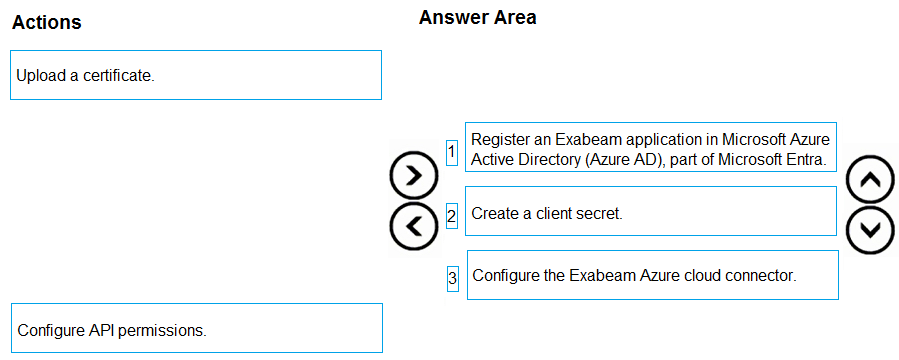 Actions
Answer Area
Upload a certificate.
1
Register an Exabeam application in Microsoft Azure
Active Directory (Azure AD), part of Microsoft Entra.
2
Create a client secret.
3
Configure the Exabeam Azure cloud connector.
Configure API permissions.